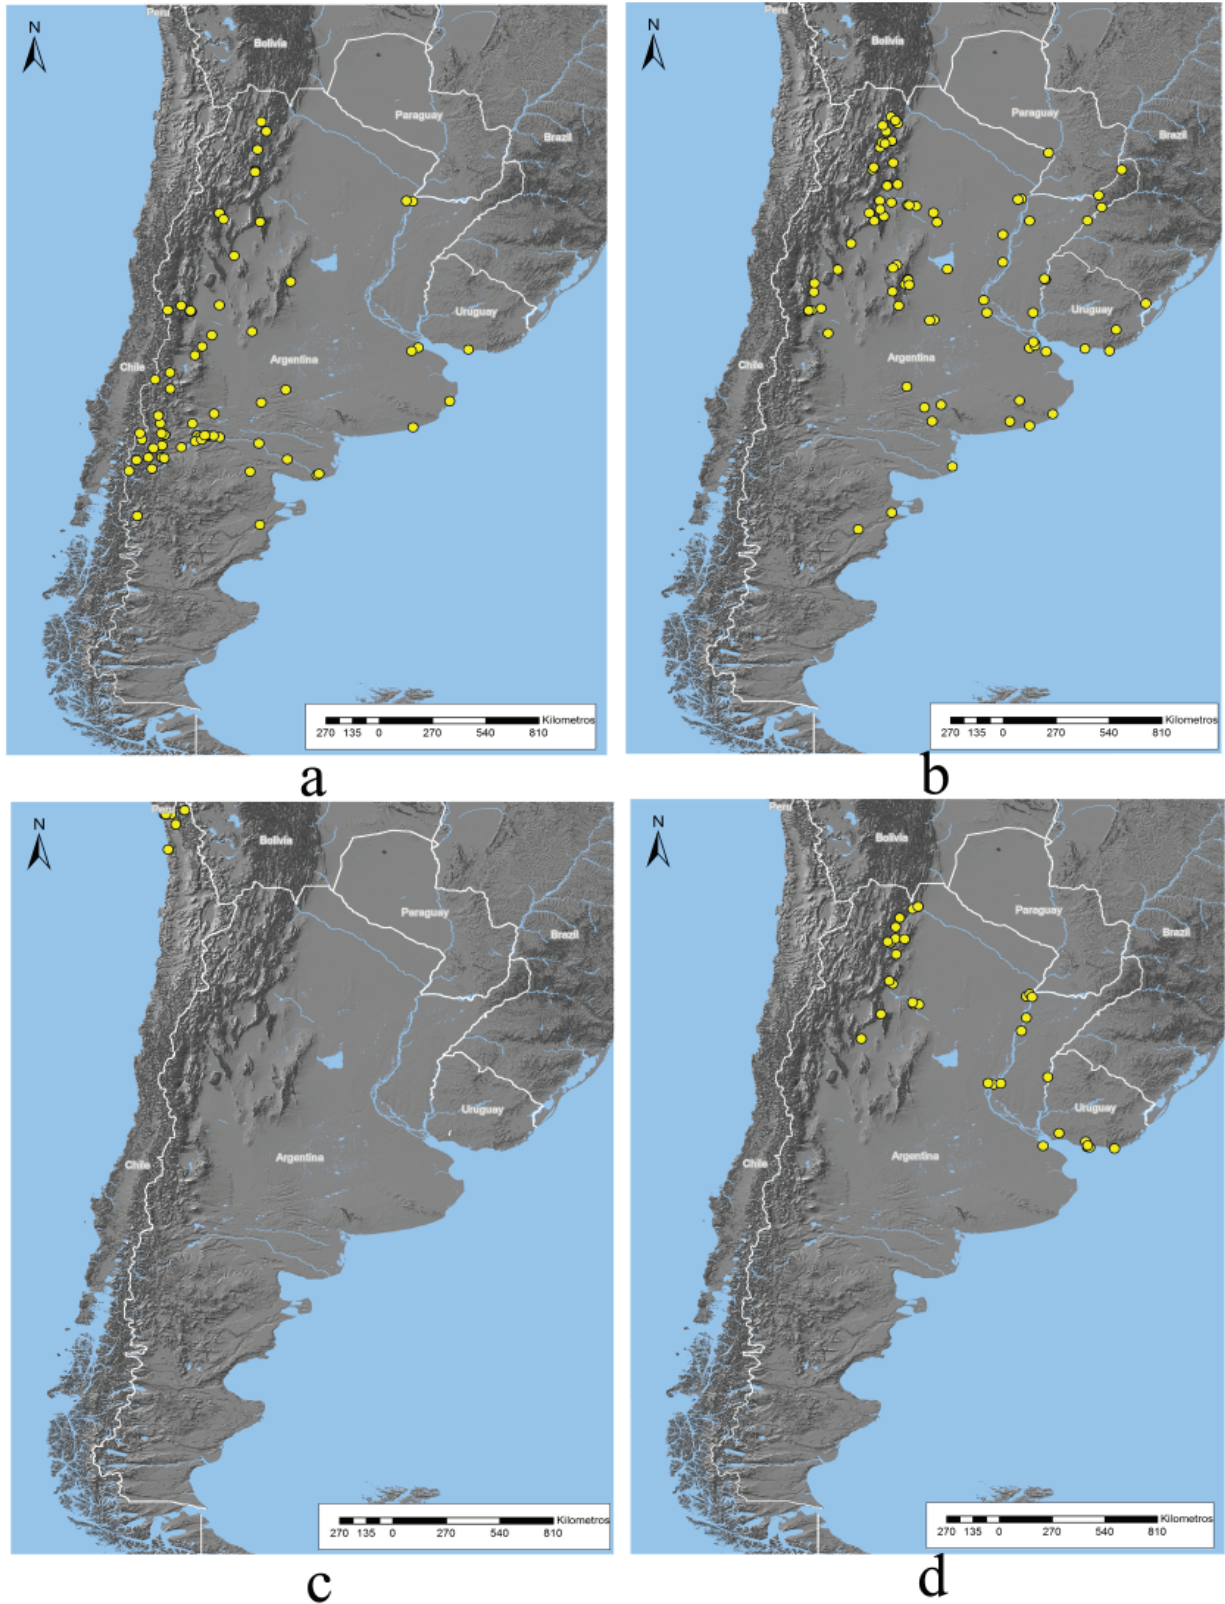 N
Peru
Bolivia
Paraguay
Brazil
Uruguay
Chile
Argentina
Kilometros
270 135 0 270 540 810
a
N
Peru
Bolivia
Paraguay
Brazil
Uruguay
Chile
Argentina
Kilometros
270 135 0 270 540 810
b
N
Peru
Bolivia
Paraguay
Brazil
Uruguay
Chile
Argentina
Kilometros
270 135 0 270 540 810
c
N
Peru
Bolivia
Paraguay
Brazil
Uruguay
Chile
Argentina
Kilometros
270 135 0 270 540 810
d